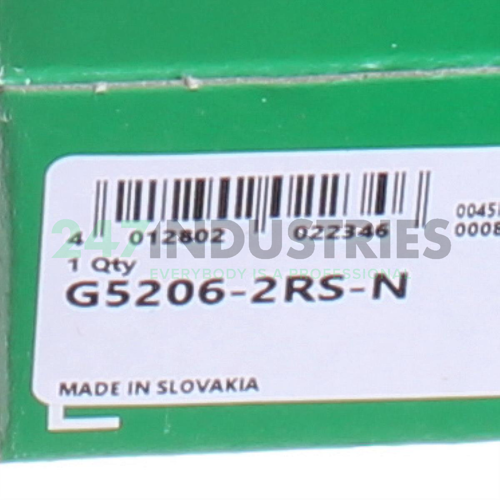 247 INDUSTRIES
EVERYBODY IS A PROFESSIONAL
4 012802 022346
0045
0008
1 Qty
G5206-2RS-N
MADE IN SLOVAKIA